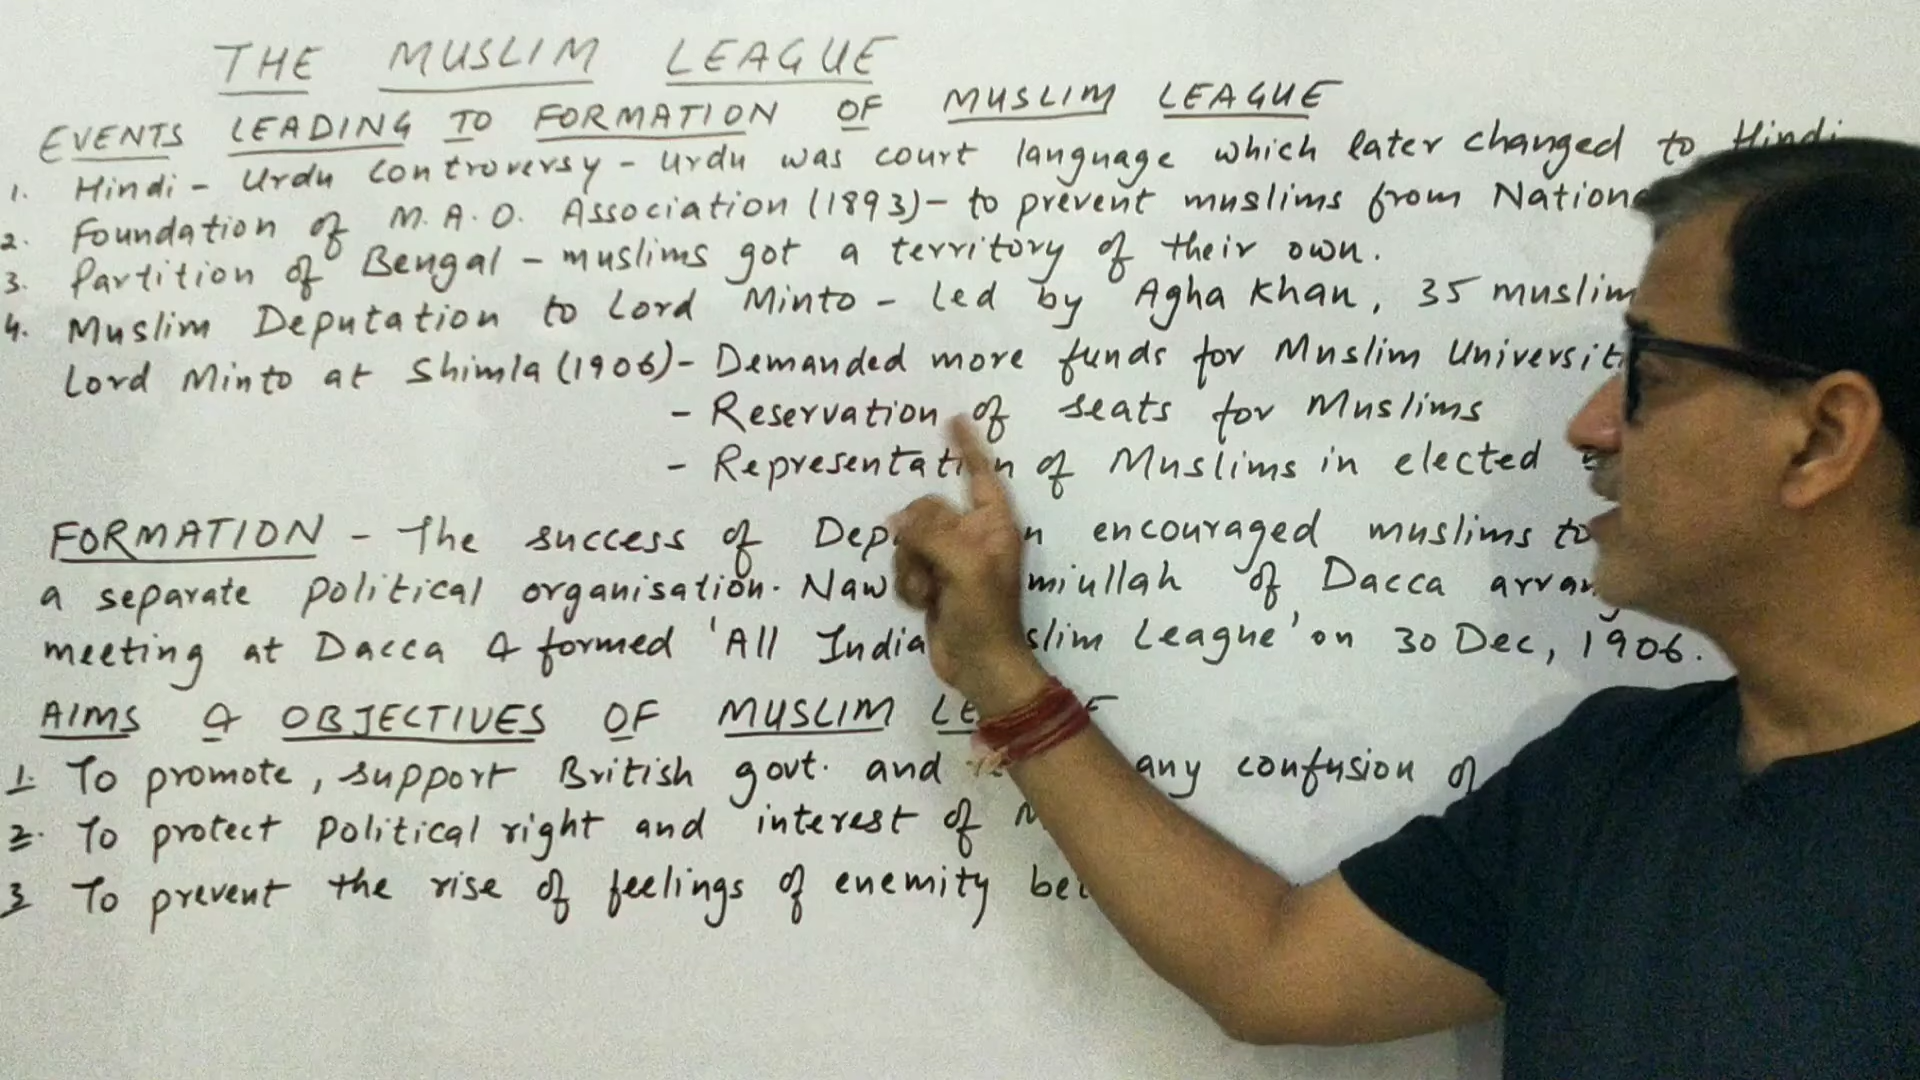 THE MUSLIM LEAGUE
EVENTS LEADING TO FORMATION OF MUSLIM LEAGUE
1. Hindi - Urdu controversy - Urdu was court language which later changed to Hindi
2. Foundation of M.A.O. Association (1893) - to prevent muslims from
3. Partition of Bengal - muslims got a territory of their own.
4. Muslim Deputation to Lord Minto - Led by Agha Khan, 35 muslim
Lord Minto at Shimla (1906) - Demanded more funds for Muslim
- Reservation of seats for Muslims
- Representation of Muslims in elected
FORMATION - The success of encouraged muslims to
a separate political organisation. of Dacca
meeting at Dacca & formed 'All India League' on 30 Dec, 1906.
AIMS & OBJECTIVES OF MUSLIM
1. To promote, support British govt. and any confusion of
2. To protect political right and interest of
3 To prevent the rise of feelings of enemity